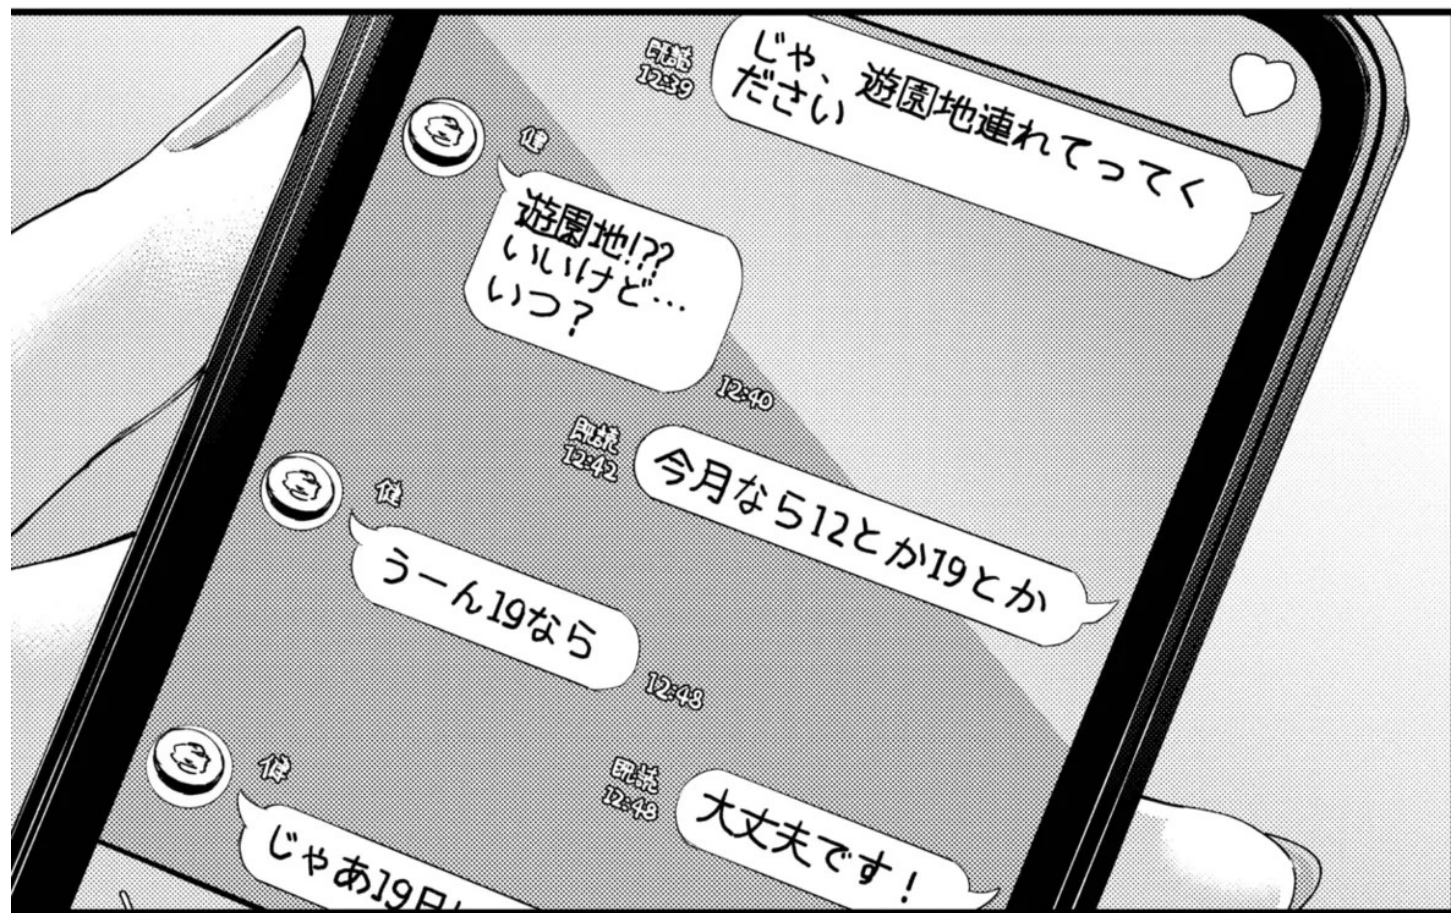 じゃ、遊園地連れてってく
ださい
既読
12:39
健
遊園地!??
いいけど…
いつ？
12:40
今月なら12とか19とか
既読
12:42
健
うーん19なら
12:48
大丈夫です！
既読
12:48
健
じゃあ19日